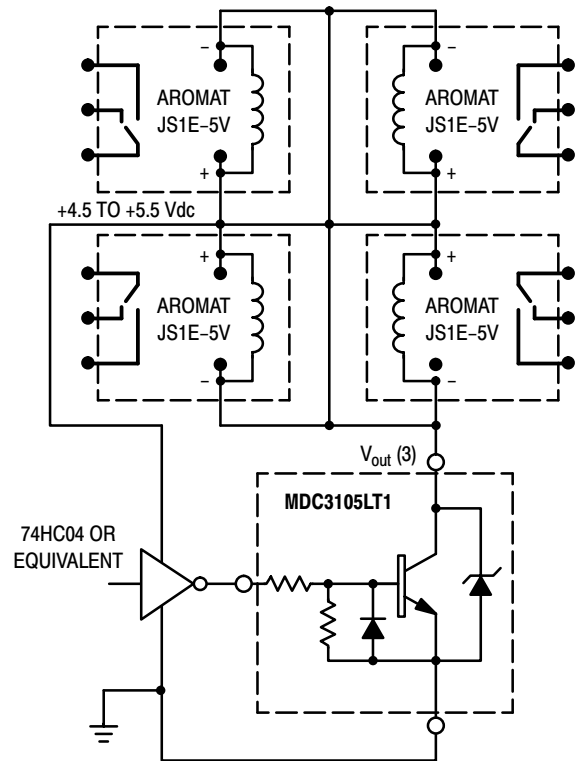 –
–
AROMAT
JS1E–5V
AROMAT
JS1E–5V
+
+
+4.5 TO +5.5 Vdc
+
+
AROMAT
JS1E–5V
AROMAT
JS1E–5V
–
–
Vout (3)
MDC3105LT1
74HC04 OR
EQUIVALENT